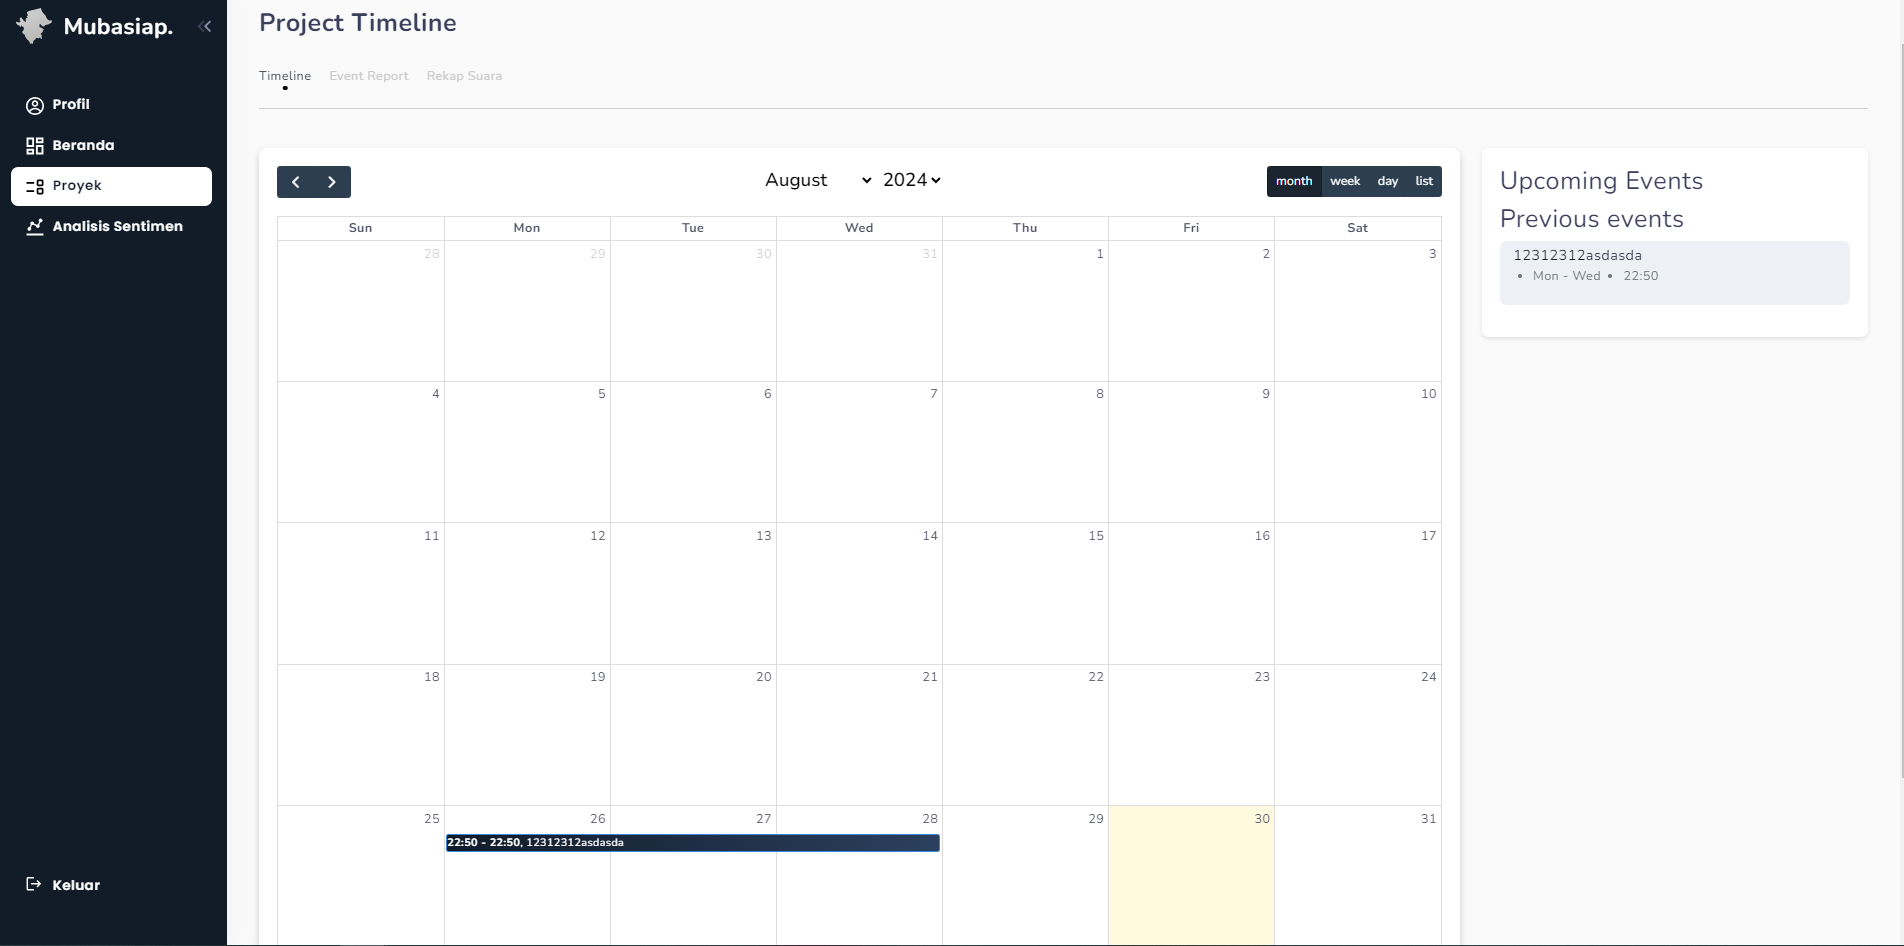 Mubasiap.
Profil
Beranda
Proyek
Analisis Sentimen
Keluar
Project Timeline
Timeline Event Report Rekap Suara
August 2024
month week day list
Sun Mon Tue Wed Thu Fri Sat
28 29 30 31 1 2 3
4 5 6 7 8 9 10
11 12 13 14 15 16 17
18 19 20 21 22 23 24
25 26 27 28 29 30 31
22:50 - 22:50, 12312312asdasda
Upcoming Events
Previous events
12312312asdasda
• Mon - Wed • 22:50